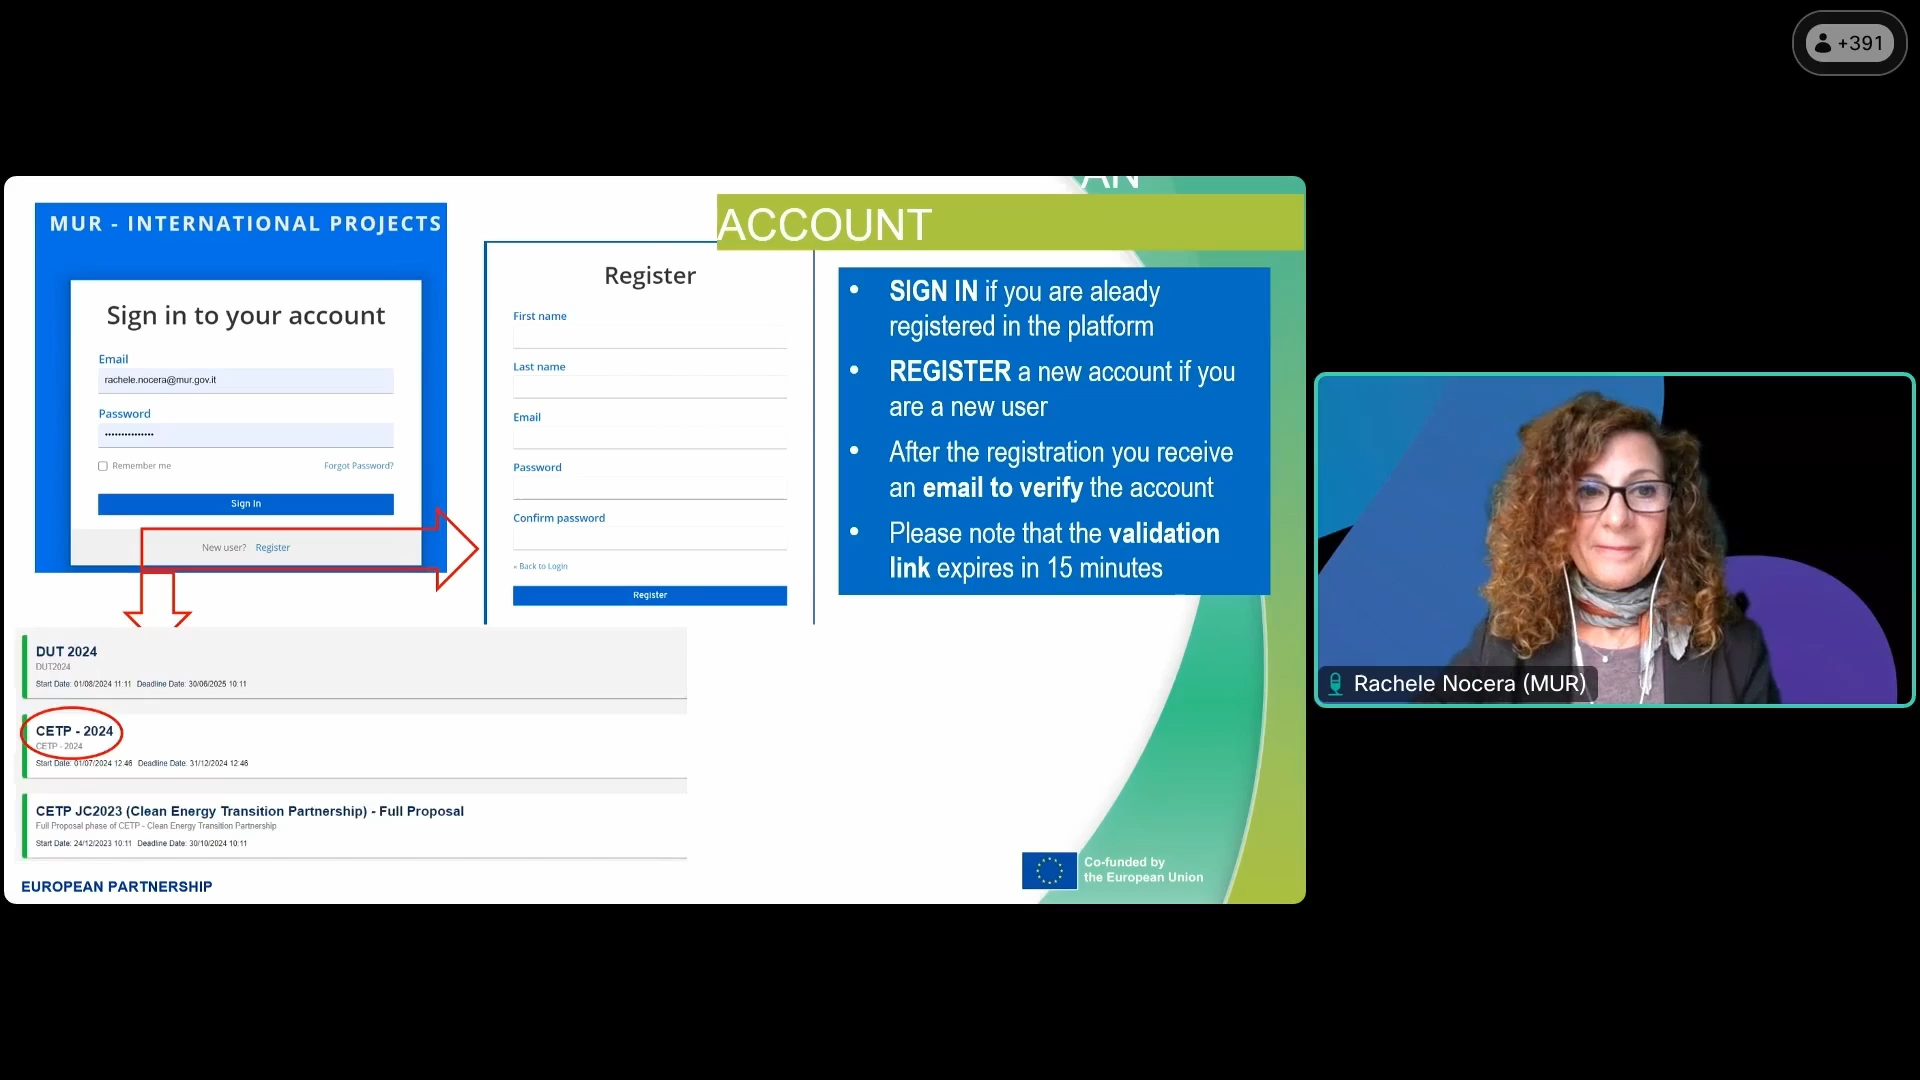 +391
AN
ACCOUNT
MUR - INTERNATIONAL PROJECTS
Sign in to your account
Email
rachele.nocera@mur.gov.it
Password
•••••••••••••••
Remember me
Forgot Password?
Sign In
New user? Register
Register
First name
Last name
Email
Password
Confirm password
« Back to Login
Register
• SIGN IN if you are aleady
registered in the platform
• REGISTER a new account if you
are a new user
• After the registration you receive
an email to verify the account
• Please note that the validation
link expires in 15 minutes
DUT 2024
DUT2024
Start Date: 01/08/2024 11:11 Deadline Date: 30/06/2025 10:11
CETP - 2024
CETP - 2024
Start Date: 01/07/2024 12:46 Deadline Date: 31/12/2024 12:46
CETP JC2023 (Clean Energy Transition Partnership) - Full Proposal
Full Proposal phase of CETP - Clean Energy Transition Partnership
Start Date: 24/12/2023 10:11 Deadline Date: 30/10/2024 10:11
EUROPEAN PARTNERSHIP
Co-funded by
the European Union
Rachele Nocera (MUR)